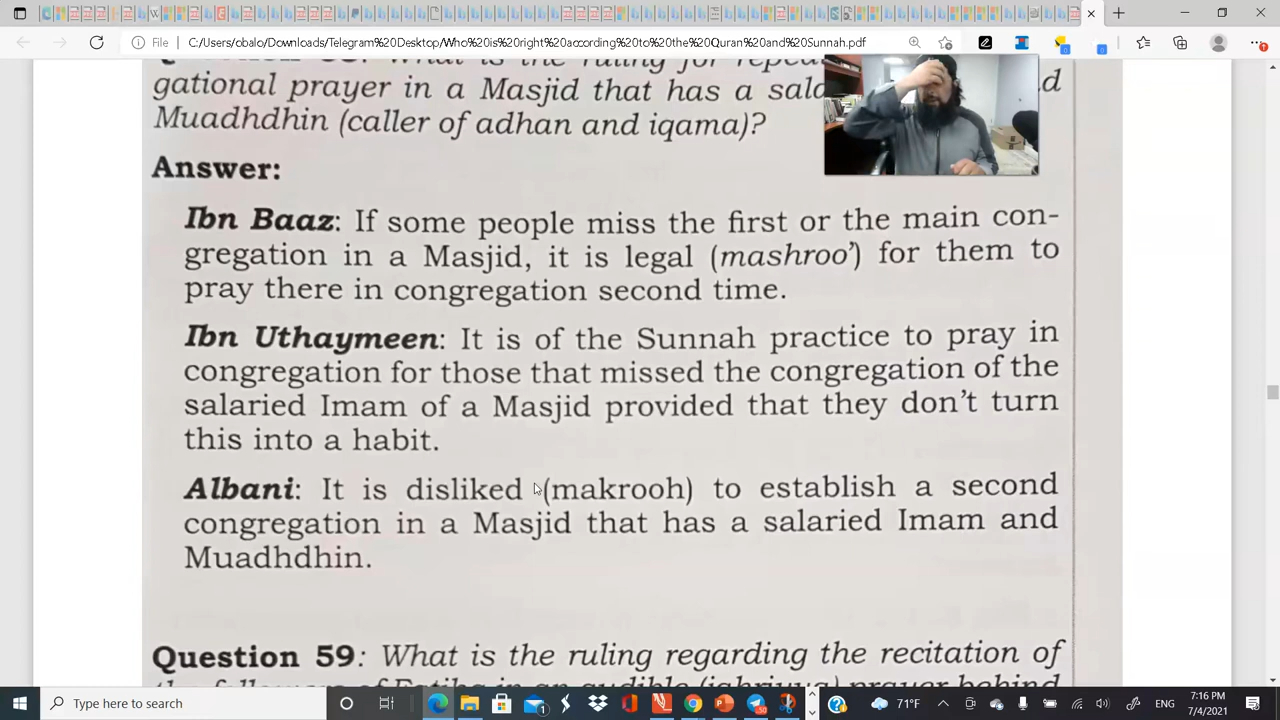 File
C:/Users/obalo/Downloads/Telegram%20Desktop/Who%20is%20right%20according%20to%20the%20Quran%20and%20Sunnah.pdf
What is the ruling for
gational prayer in a Masjid that has a
Muadhdhin (caller of adhan and iqama)?
Answer:
Ibn Baaz: If some people miss the first or the main con-
gregation in a Masjid, it is legal (mashroo') for them to
pray there in congregation second time.
Ibn Uthaymeen: It is of the Sunnah practice to pray in
congregation for those that missed the congregation of the
salaried Imam of a Masjid provided that they don't turn
this into a habit.
Albani: It is disliked (makrooh) to establish a second
congregation in a Masjid that has a salaried Imam and
Muadhdhin.
Question 59: What is the ruling regarding the recitation of
Type here to search
71°F
ENG
7:16 PM
7/4/2021